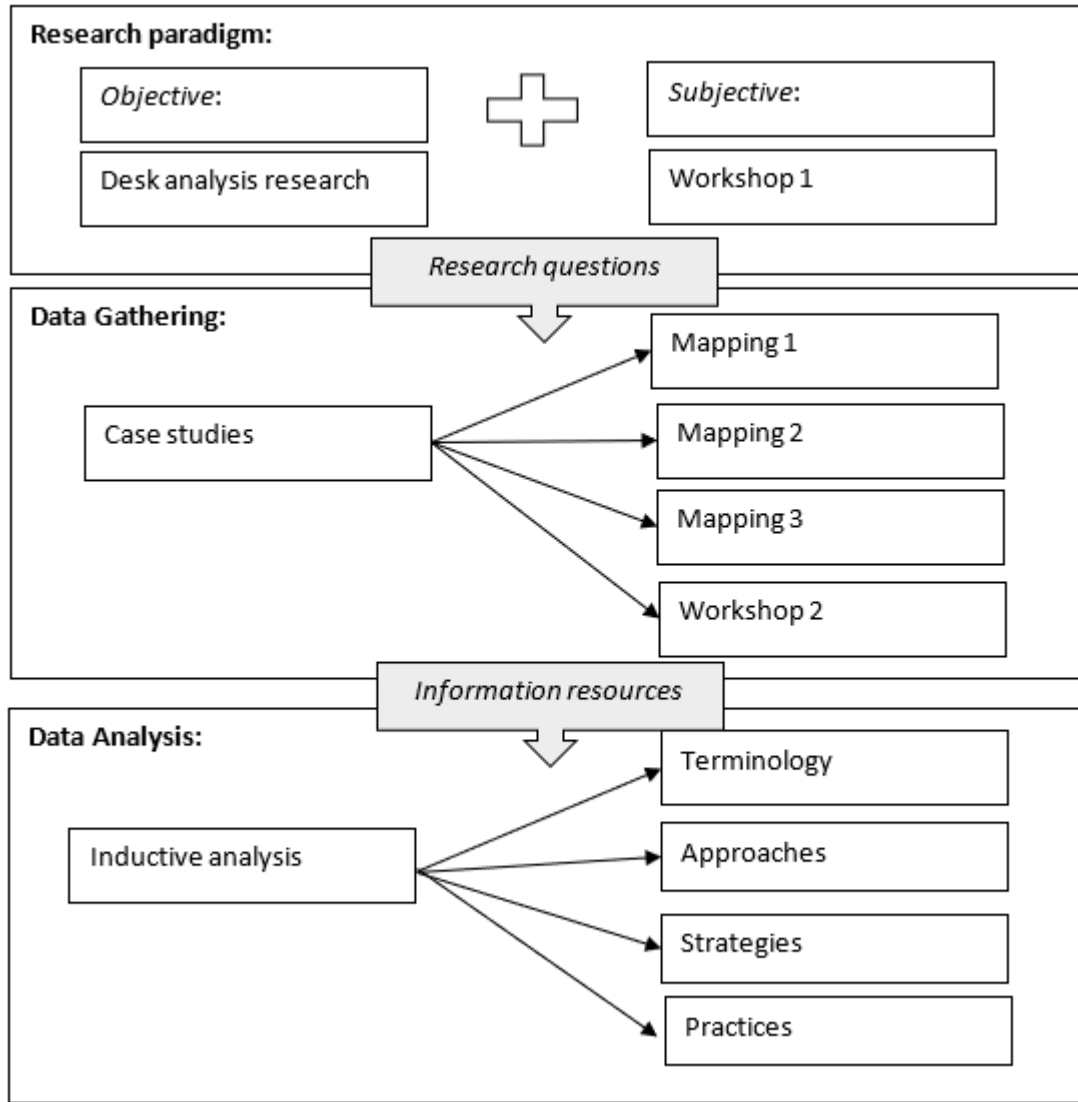 Research paradigm:
Objective:
Subjective:
Desk analysis research
Workshop 1
Research questions
Data Gathering:
Mapping 1
Case studies
Mapping 2
Mapping 3
Workshop 2
Information resources
Data Analysis:
Terminology
Inductive analysis
Approaches
Strategies
Practices